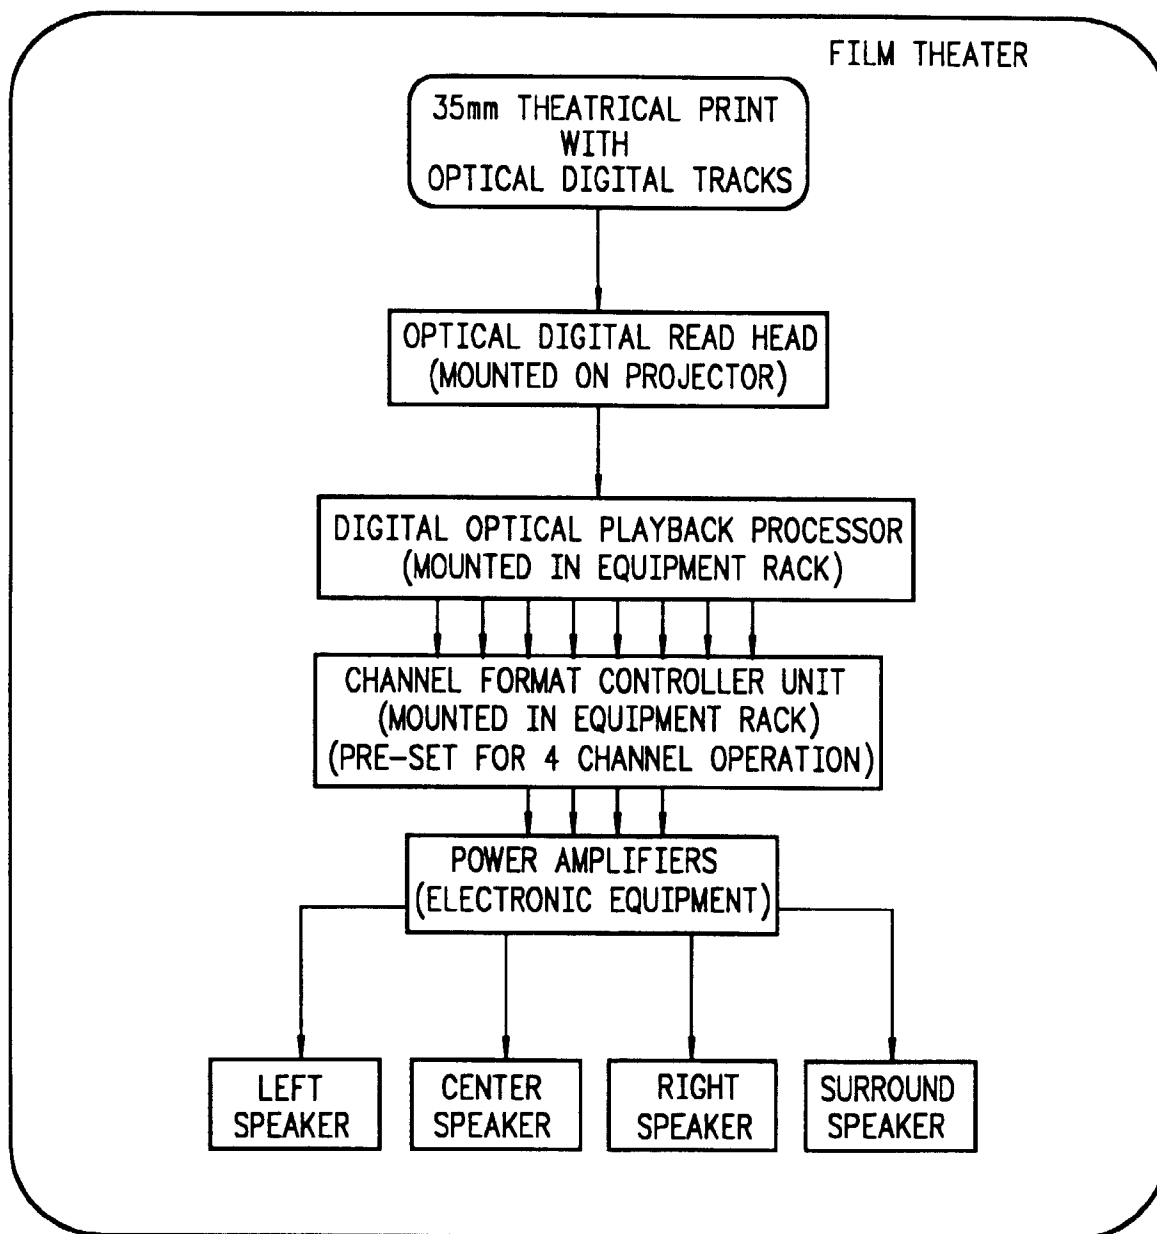 FILM THEATER
35mm THEATRICAL PRINT
WITH
OPTICAL DIGITAL TRACKS
OPTICAL DIGITAL READ HEAD
(MOUNTED ON PROJECTOR)
DIGITAL OPTICAL PLAYBACK PROCESSOR
(MOUNTED IN EQUIPMENT RACK)
CHANNEL FORMAT CONTROLLER UNIT
(MOUNTED IN EQUIPMENT RACK)
(PRE-SET FOR 4 CHANNEL OPERATION)
POWER AMPLIFIERS
(ELECTRONIC EQUIPMENT)
LEFT
SPEAKER
CENTER
SPEAKER
RIGHT
SPEAKER
SURROUND
SPEAKER